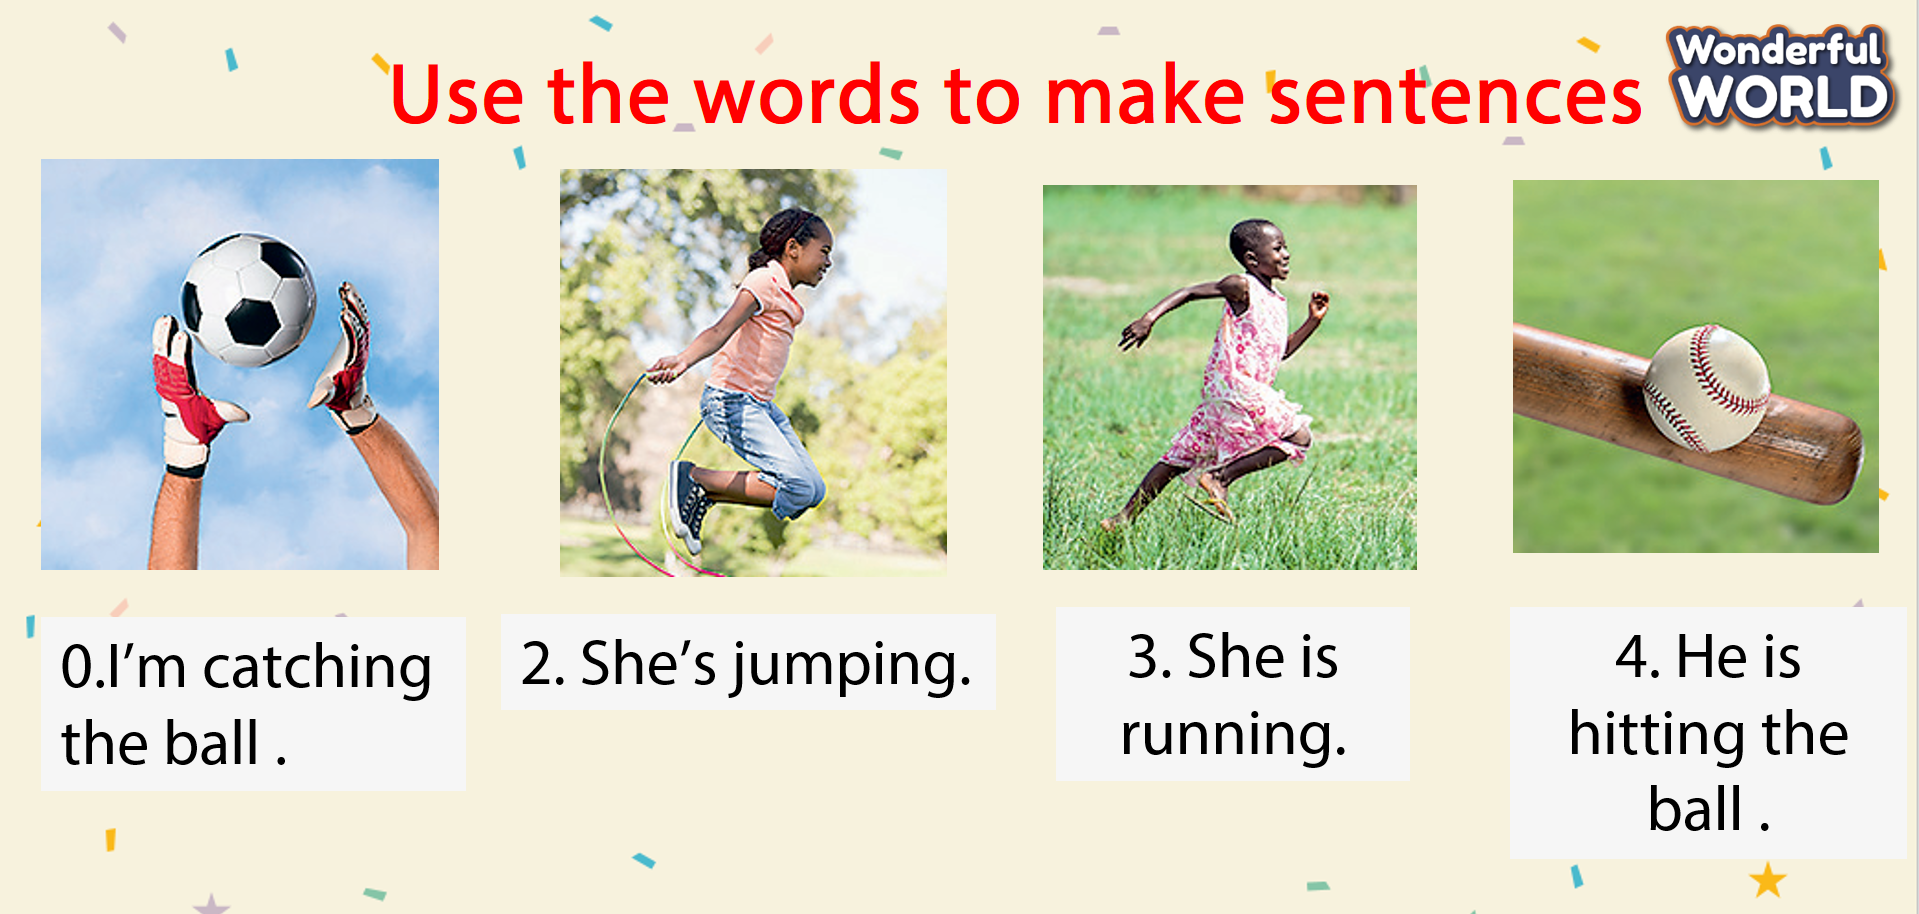 Use the words to make sentences
Wonderful
WORLD
0.I’m catching
the ball .
2. She’s jumping.
3. She is
running.
4. He is
hitting the
ball .